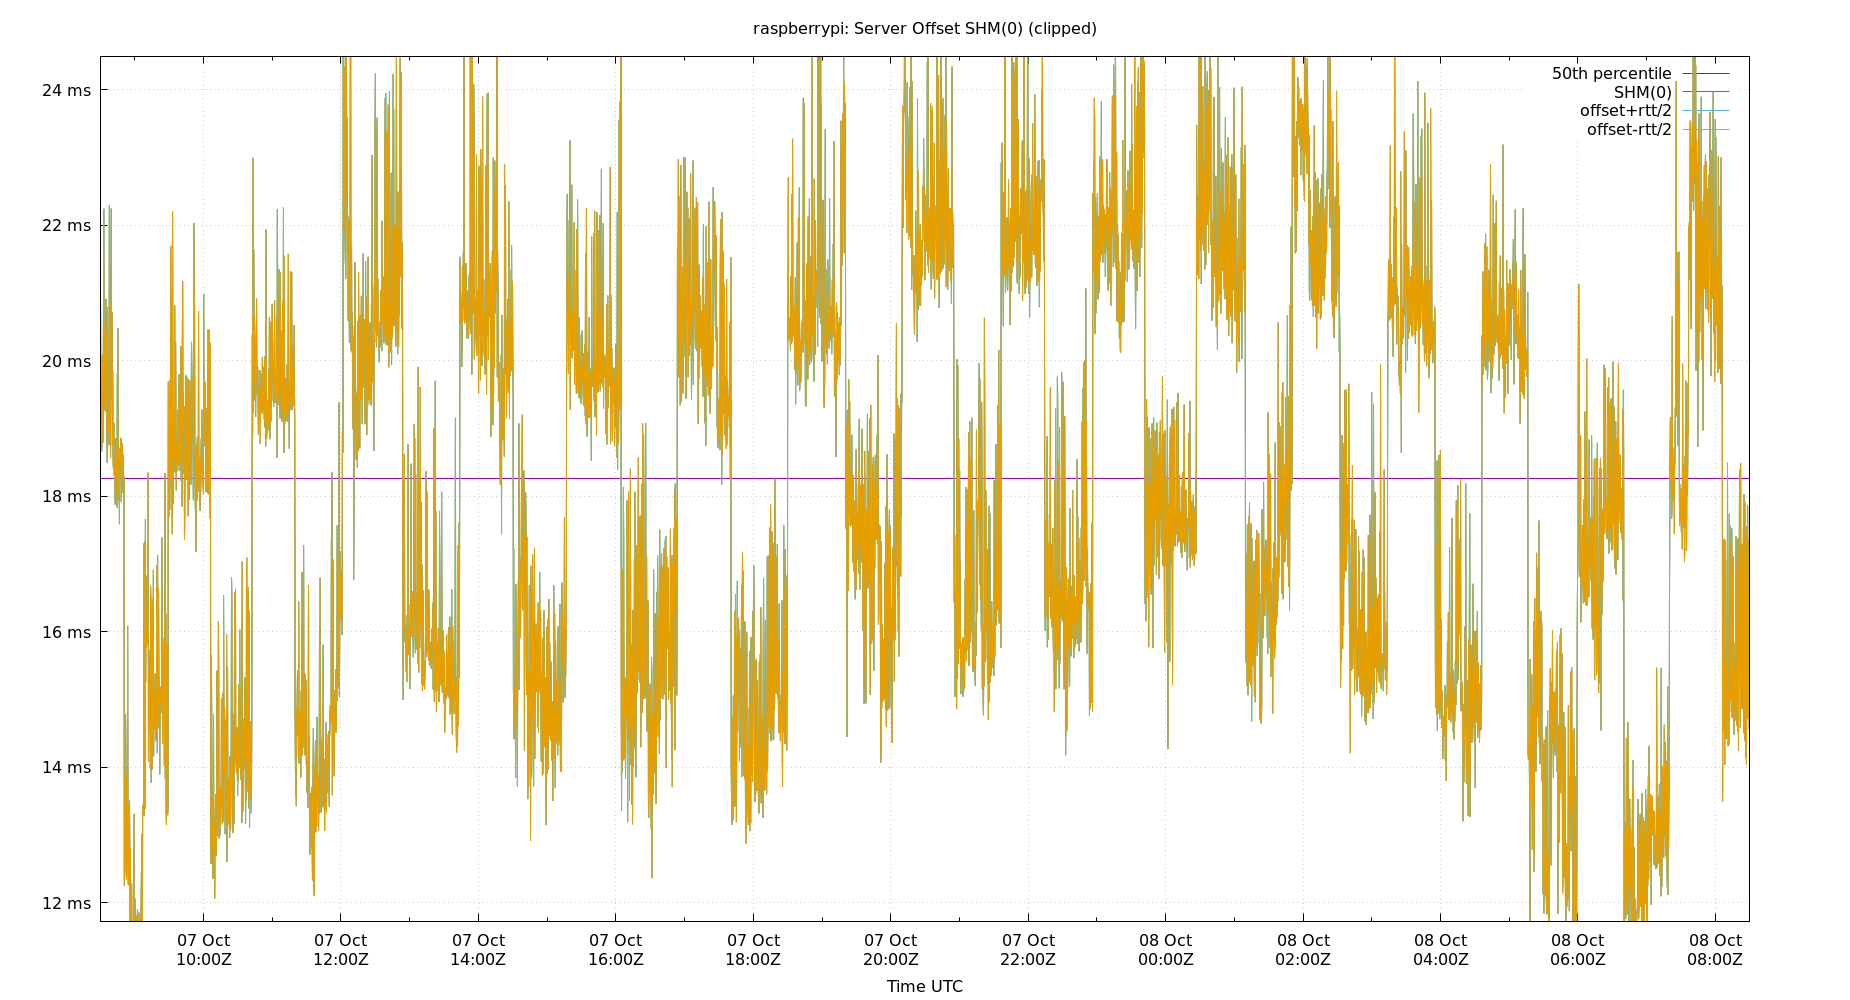 raspberrypi: Server Offset SHM(0) (clipped)
24 ms
22 ms
20 ms
18 ms
16 ms
14 ms
12 ms
50th percentile
SHM(0)
offset+rtt/2
offset-rtt/2
07 Oct 07 Oct 07 Oct 07 Oct 07 Oct 07 Oct 07 Oct 08 Oct 08 Oct 08 Oct 08 Oct 08 Oct
10:00Z 12:00Z 14:00Z 16:00Z 18:00Z 20:00Z 22:00Z 00:00Z 02:00Z 04:00Z 06:00Z 08:00Z
Time UTC